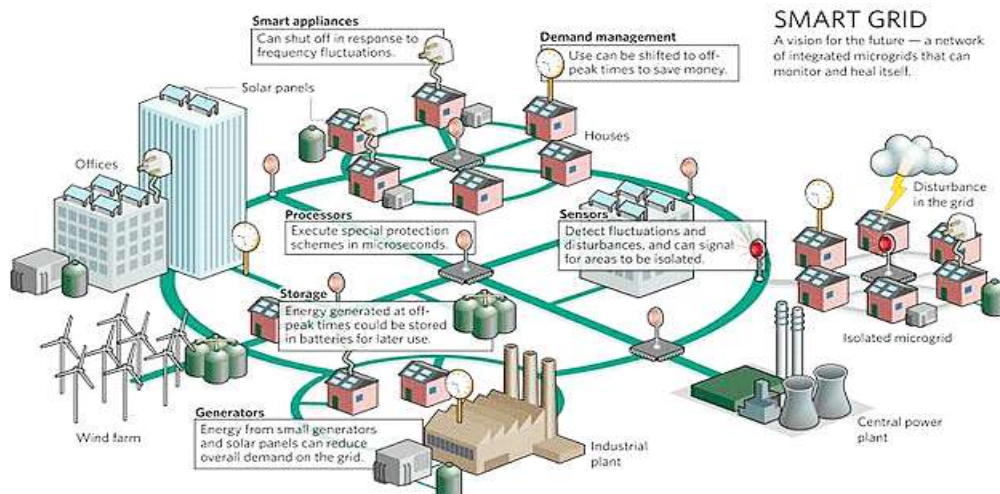 SMART GRID
A vision for the future — a network
of integrated microgrids that can
monitor and heal itself.
Smart appliances
Can shut off in response to
frequency fluctuations.
Demand management
Use can be shifted to off-
peak times to save money.
Solar panels
Houses
Offices
Disturbance
in the grid
Processors
Execute special protection
schemes in microseconds.
Sensors
Detect fluctuations and
disturbances, and can signal
for areas to be isolated.
Storage
Energy generated at off-
peak times could be stored
in batteries for later use.
Isolated microgrid
Wind farm
Generators
Energy from small generators
and solar panels can reduce
overall demand on the grid.
Industrial
plant
Central power
plant